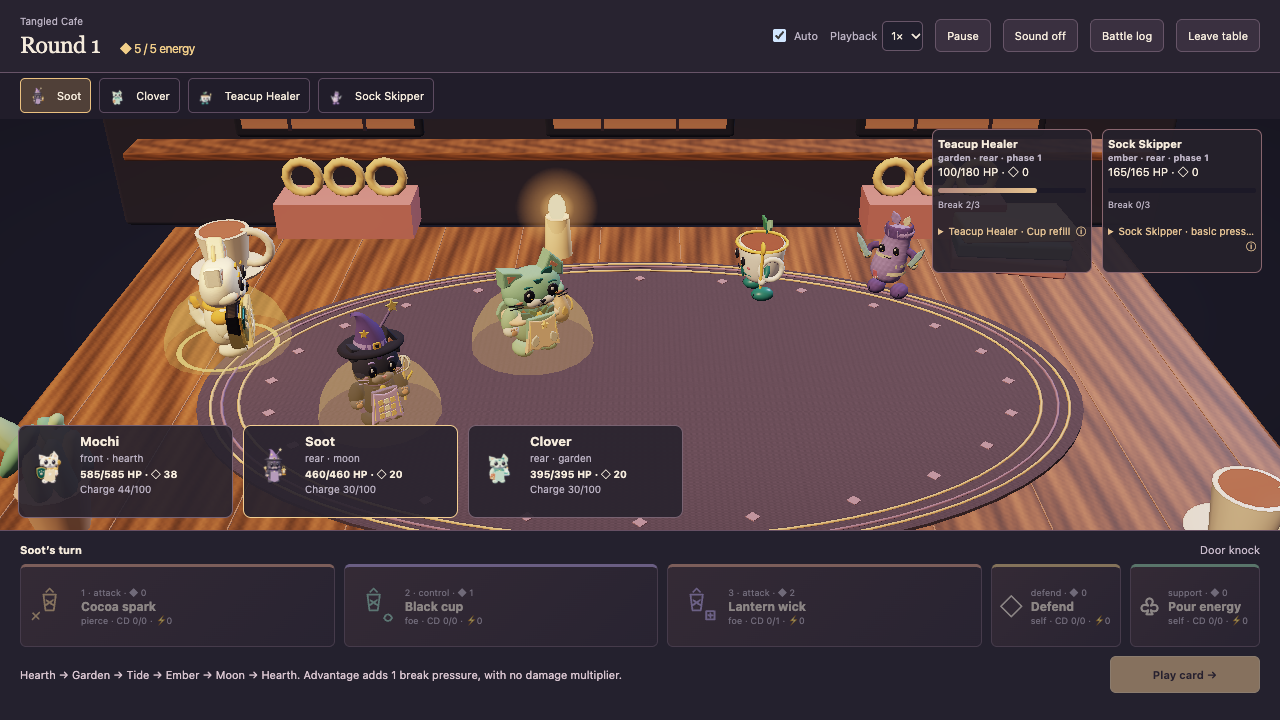 Tangled Cafe
Round 1
◆ 5 / 5 energy
Auto
Playback
1×
Pause
Sound off
Battle log
Leave table
Soot
Clover
Teacup Healer
Sock Skipper
Teacup Healer
garden · rear · phase 1
100/180 HP · ◇ 0
Break 2/3
▸ Teacup Healer · Cup refill ⓘ
Sock Skipper
ember · rear · phase 1
165/165 HP · ◇ 0
Break 0/3
▸ Sock Skipper · basic press... ⓘ
Mochi
front · hearth
585/585 HP · ◇ 38
Charge 44/100
Soot
rear · moon
460/460 HP · ◇ 20
Charge 30/100
Clover
rear · garden
395/395 HP · ◇ 20
Charge 30/100
Soot's turn
Door knock
1 · attack · ◆ 0
Cocoa spark
pierce · CD 0/0 · ⚡0
2 · control · ◆ 1
Black cup
foe · CD 0/0 · ⚡0
3 · attack · ◆ 2
Lantern wick
foe · CD 0/1 · ⚡0
defend · ◆ 0
Defend
self · CD 0/0 · ⚡0
support · ◆ 0
Pour energy
self · CD 0/0 · ⚡0
Hearth → Garden → Tide → Ember → Moon → Hearth. Advantage adds 1 break pressure, with no damage multiplier.
Play card →